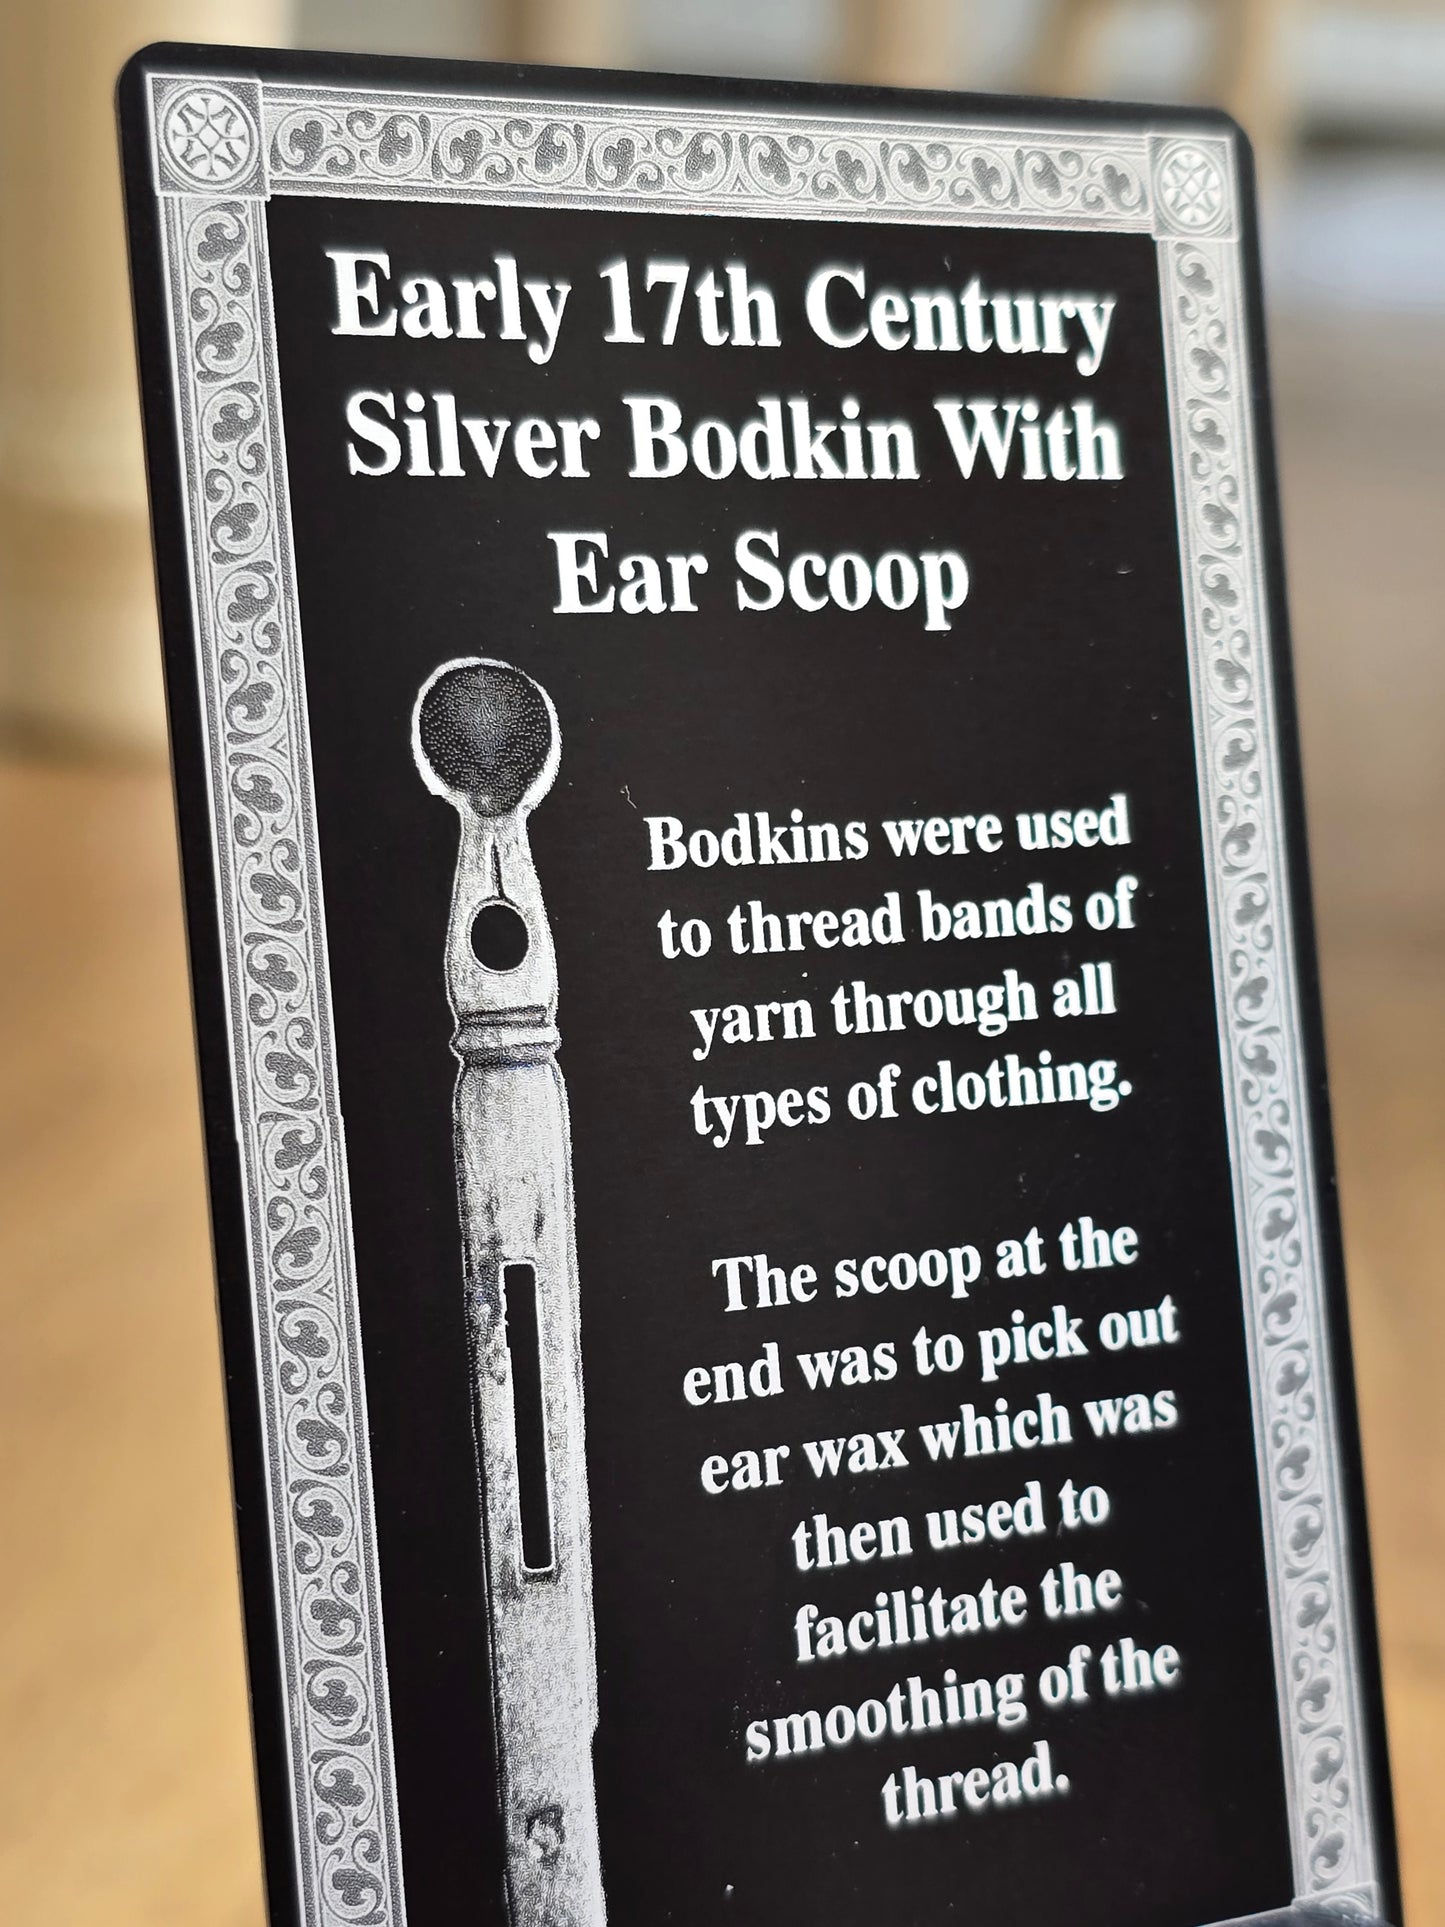 Early 17th Century
Silver Bodkin With
Ear Scoop
Bodkins were used
to thread bands of
yarn through all
types of clothing.
The scoop at the
end was to pick out
ear wax which was
then used to
facilitate the
smoothing of the
thread.